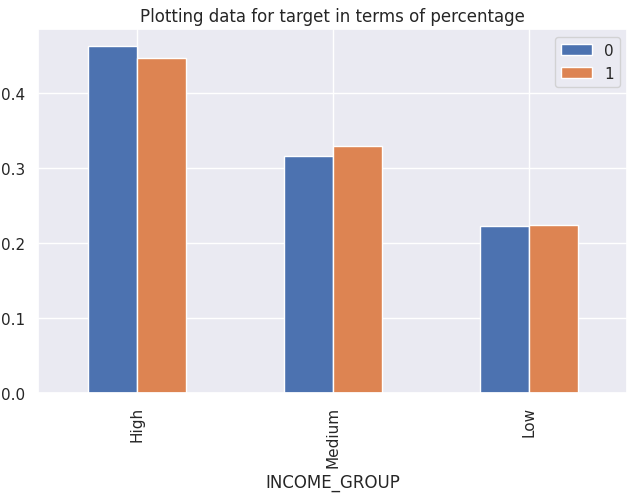 Plotting data for target in terms of percentage
0
1
0.4
0.3
0.2
0.1
0.0
High
Medium
Low
INCOME_GROUP